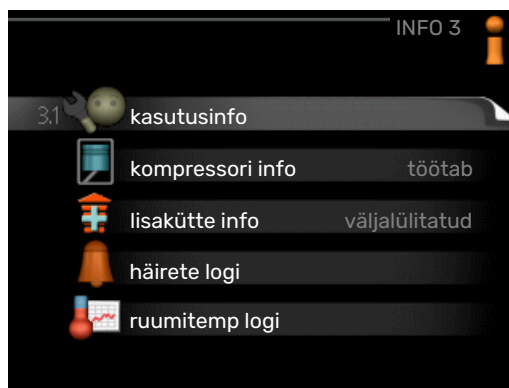 INFO 3
3.1 kasutusinfo
kompressori info töötab
lisakütte info väljalülitatud
häirete logi
ruumitemp logi